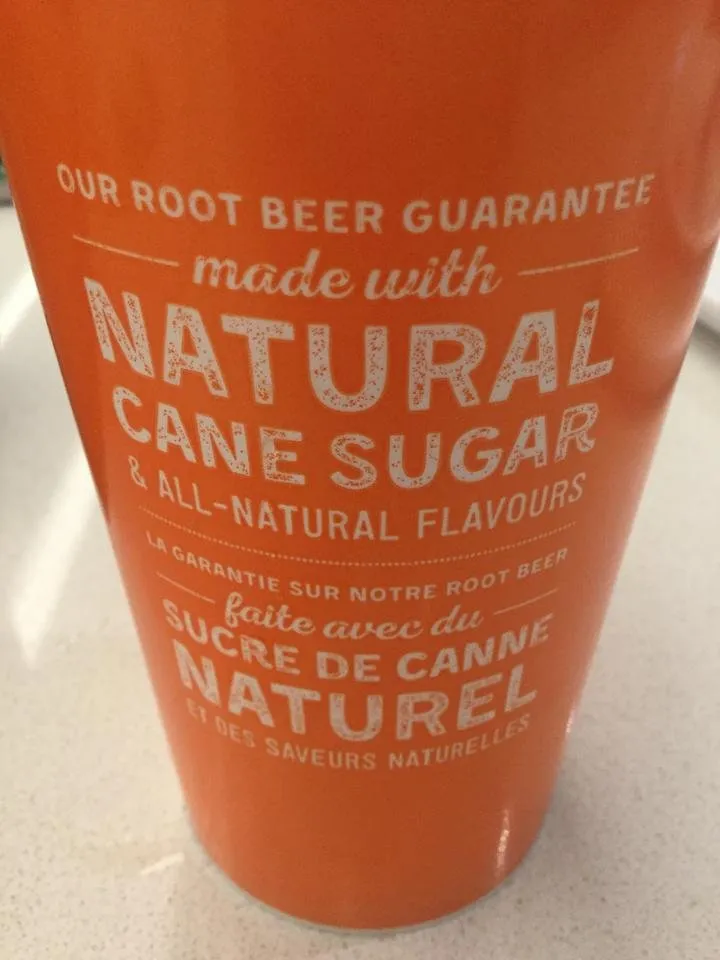 OUR ROOT BEER GUARANTEE
made with
NATURAL
CANE SUGAR
& ALL-NATURAL FLAVOURS
LA GARANTIE SUR NOTRE ROOT BEER
faite avec du
SUCRE DE CANNE
NATUREL
ET DES SAVEURS NATURELLES